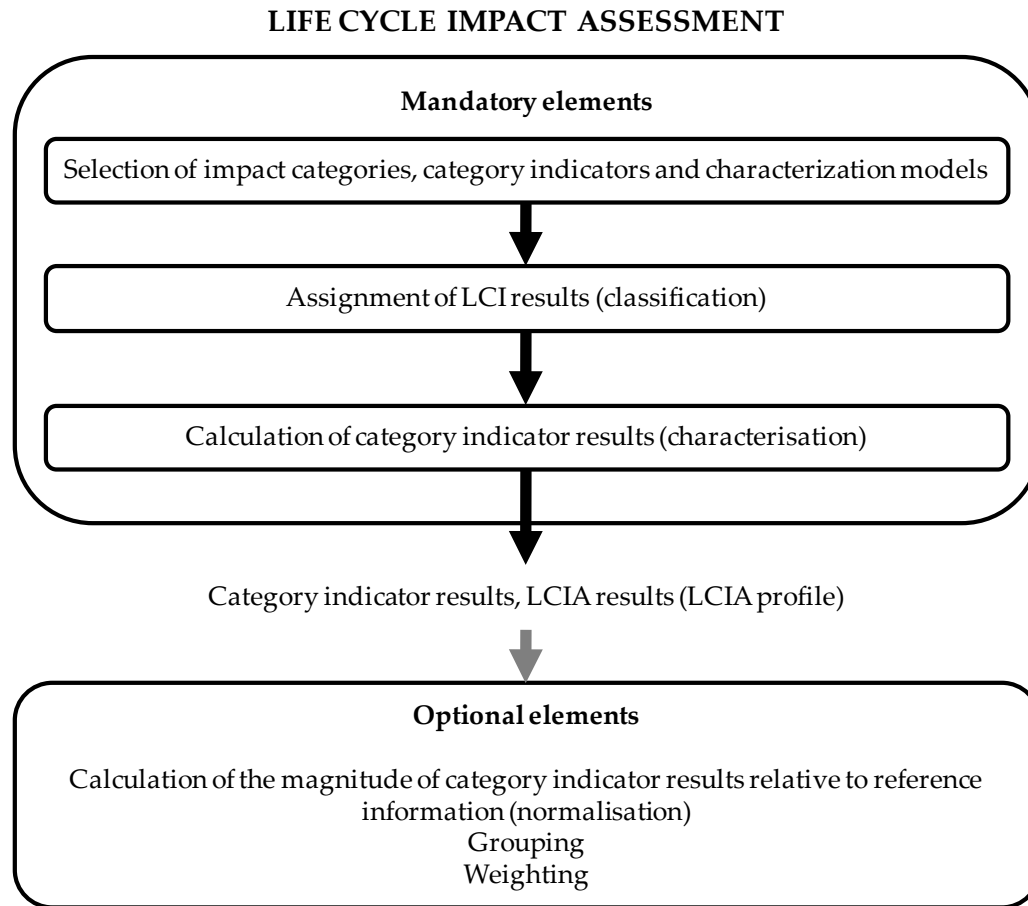 LIFE CYCLE IMPACT ASSESSMENT
Mandatory elements
Selection of impact categories, category indicators and characterization models
Assignment of LCI results (classification)
Calculation of category indicator results (characterisation)
Category indicator results, LCIA results (LCIA profile)
Optional elements
Calculation of the magnitude of category indicator results relative to reference
information (normalisation)
Grouping
Weighting